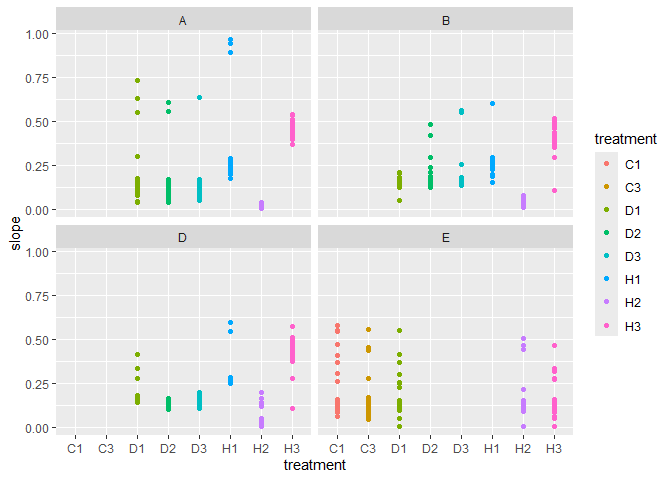 A
B
1.00
0.75
0.50
0.25
0.00
D
E
1.00
0.75
0.50
0.25
0.00
slope
C1 C3 D1 D2 D3 H1 H2 H3
C1 C3 D1 D2 D3 H1 H2 H3
treatment
treatment
C1
C3
D1
D2
D3
H1
H2
H3